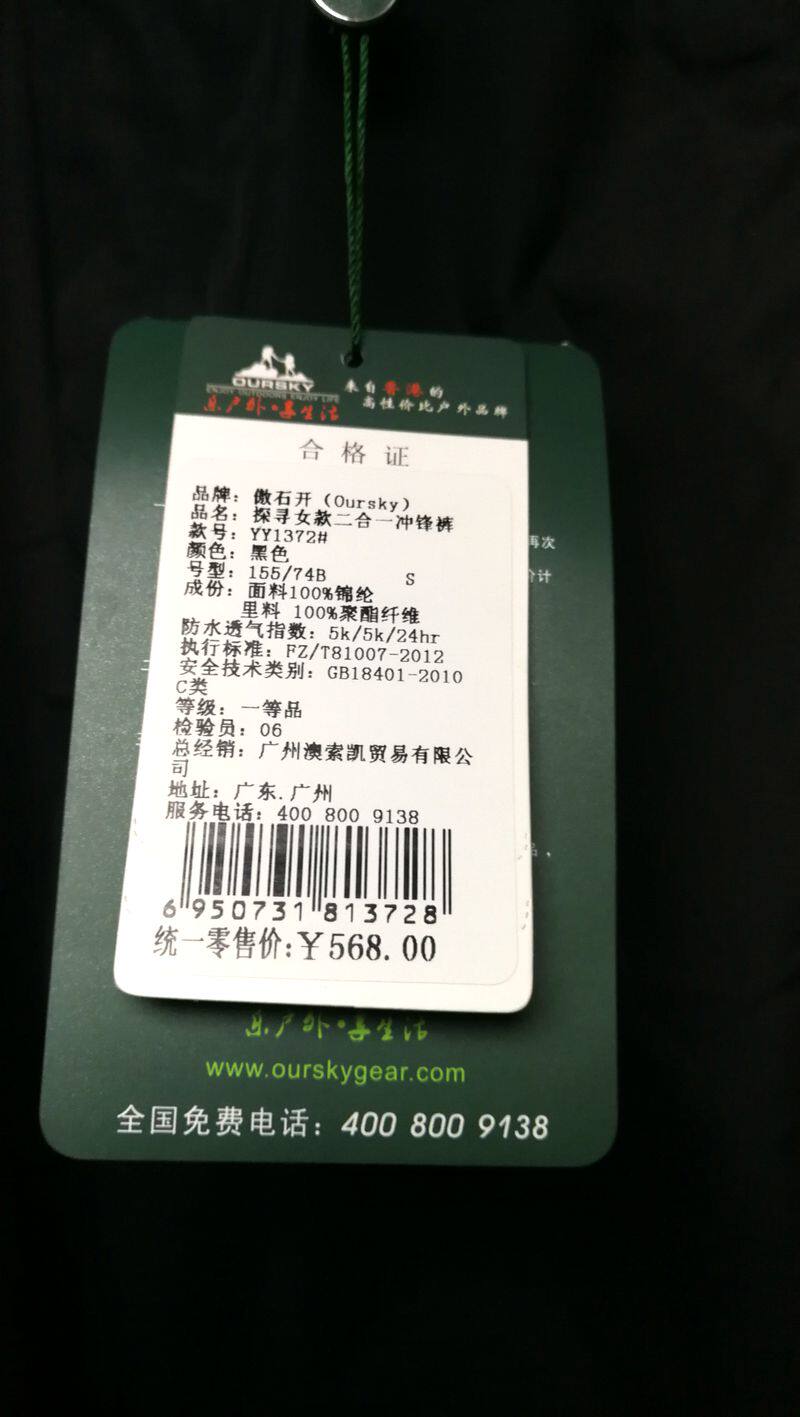 OURSKY
ENJOY OUTDOORS ENJOY LIFE
乐户外·享生活
来自香港的
高性价比户外品牌
合格证
品牌：傲石开（Oursky）
品名：探寻女款二合一冲锋裤
款号：YY1372#
颜色：黑色
号型：155/74B S
成份：面料100%锦纶
里料 100%聚酯纤维
防水透气指数：5k/5k/24hr
执行标准：FZ/T81007-2012
安全技术类别：GB18401-2010
C类
等级：一等品
检验员：06
总经销：广州澳索凯贸易有限公
司
地址：广东.广州
服务电话：400 800 9138
6 950731 813728
统一零售价:￥568.00
再次
计
品，
乐户外·享生活
www.ourskygear.com
全国免费电话：400 800 9138